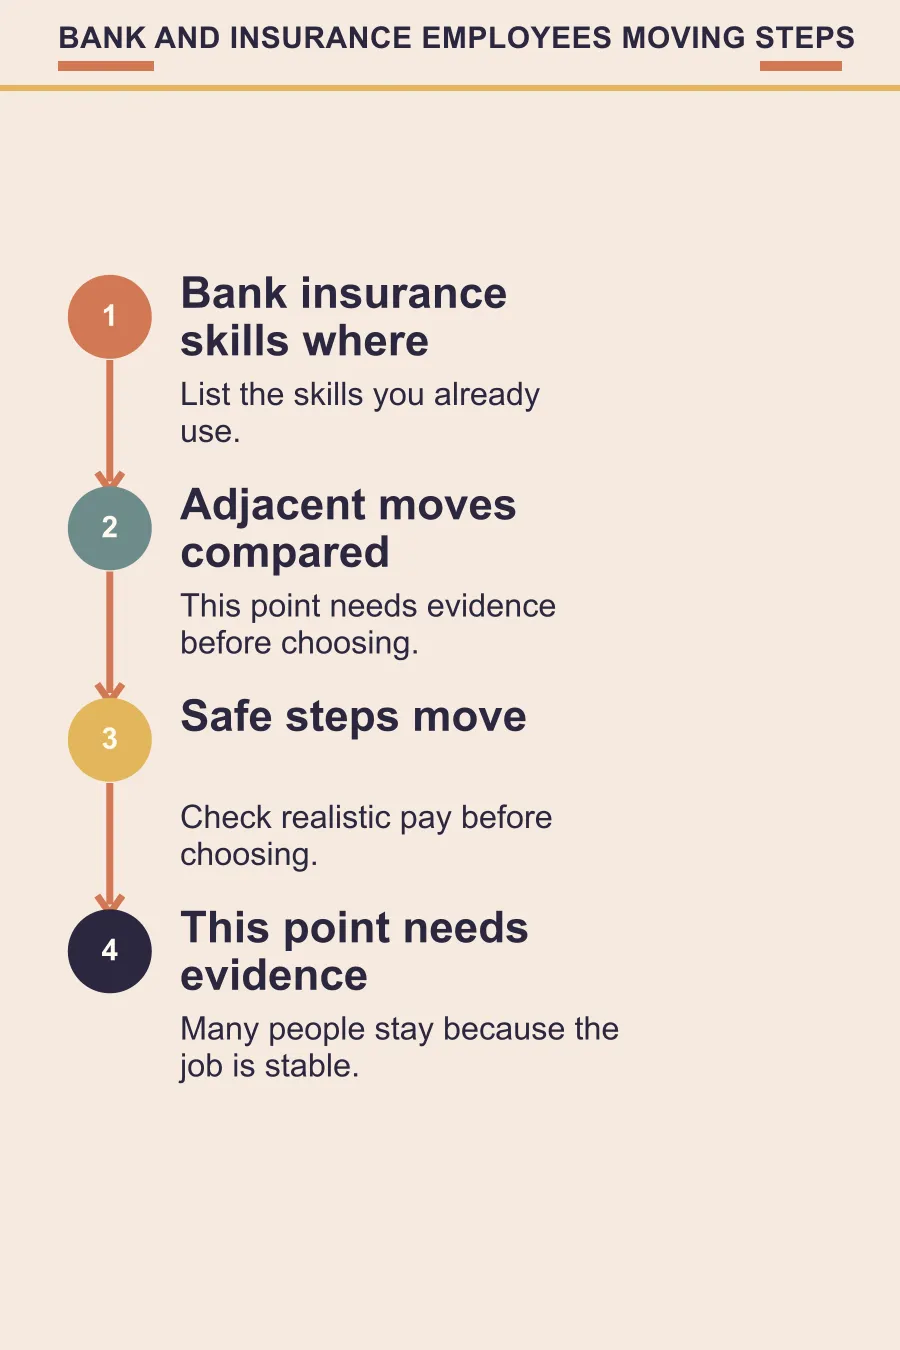 BANK AND INSURANCE EMPLOYEES MOVING STEPS
1
Bank insurance
skills where
List the skills you already
use.
2
Adjacent moves
compared
This point needs evidence
before choosing.
3
Safe steps move
Check realistic pay before
choosing.
4
This point needs
evidence
Many people stay because the
job is stable.